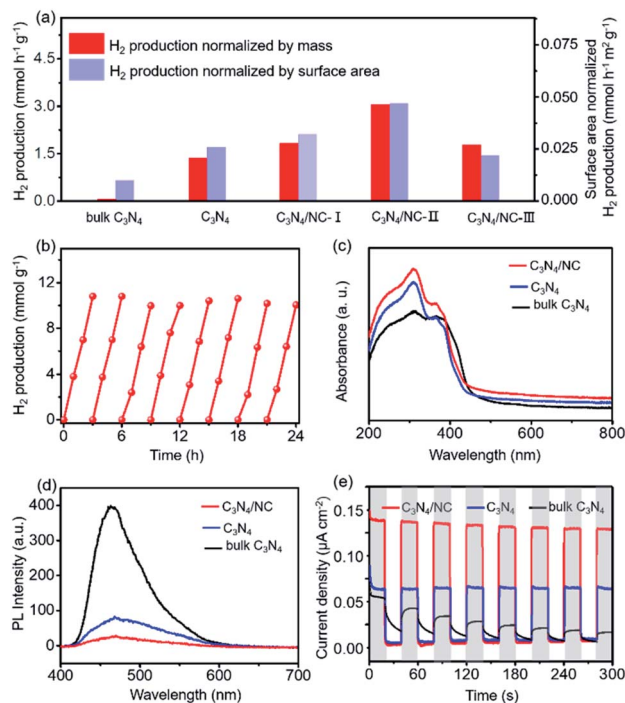 (a)
H₂ production normalized by mass
H₂ production normalized by surface area
H₂ production (mmol h⁻¹ g⁻¹)
4.5
3.0
1.5
0.0
Surface area normalized
H₂ production (mmol h⁻¹ m² g⁻¹)
0.075
0.050
0.025
0.000
bulk C₃N₄ C₃N₄ C₃N₄/NC-Ⅰ C₃N₄/NC-Ⅱ C₃N₄/NC-Ⅲ
(b)
H₂ production (mmol g⁻¹)
12
8
4
0
0 6 12 18 24
Time (h)
(c)
C₃N₄/NC
C₃N₄
bulk C₃N₄
Absorbance (a. u.)
200 400 600 800
Wavelength (nm)
(d)
C₃N₄/NC
C₃N₄
bulk C₃N₄
PL Intensity (a.u.)
400
300
200
100
0
400 500 600 700
Wavelength (nm)
(e)
C₃N₄/NC C₃N₄ bulk C₃N₄
Current density (µA cm⁻²)
0.15
0.10
0.05
0.00
0 60 120 180 240 300
Time (s)